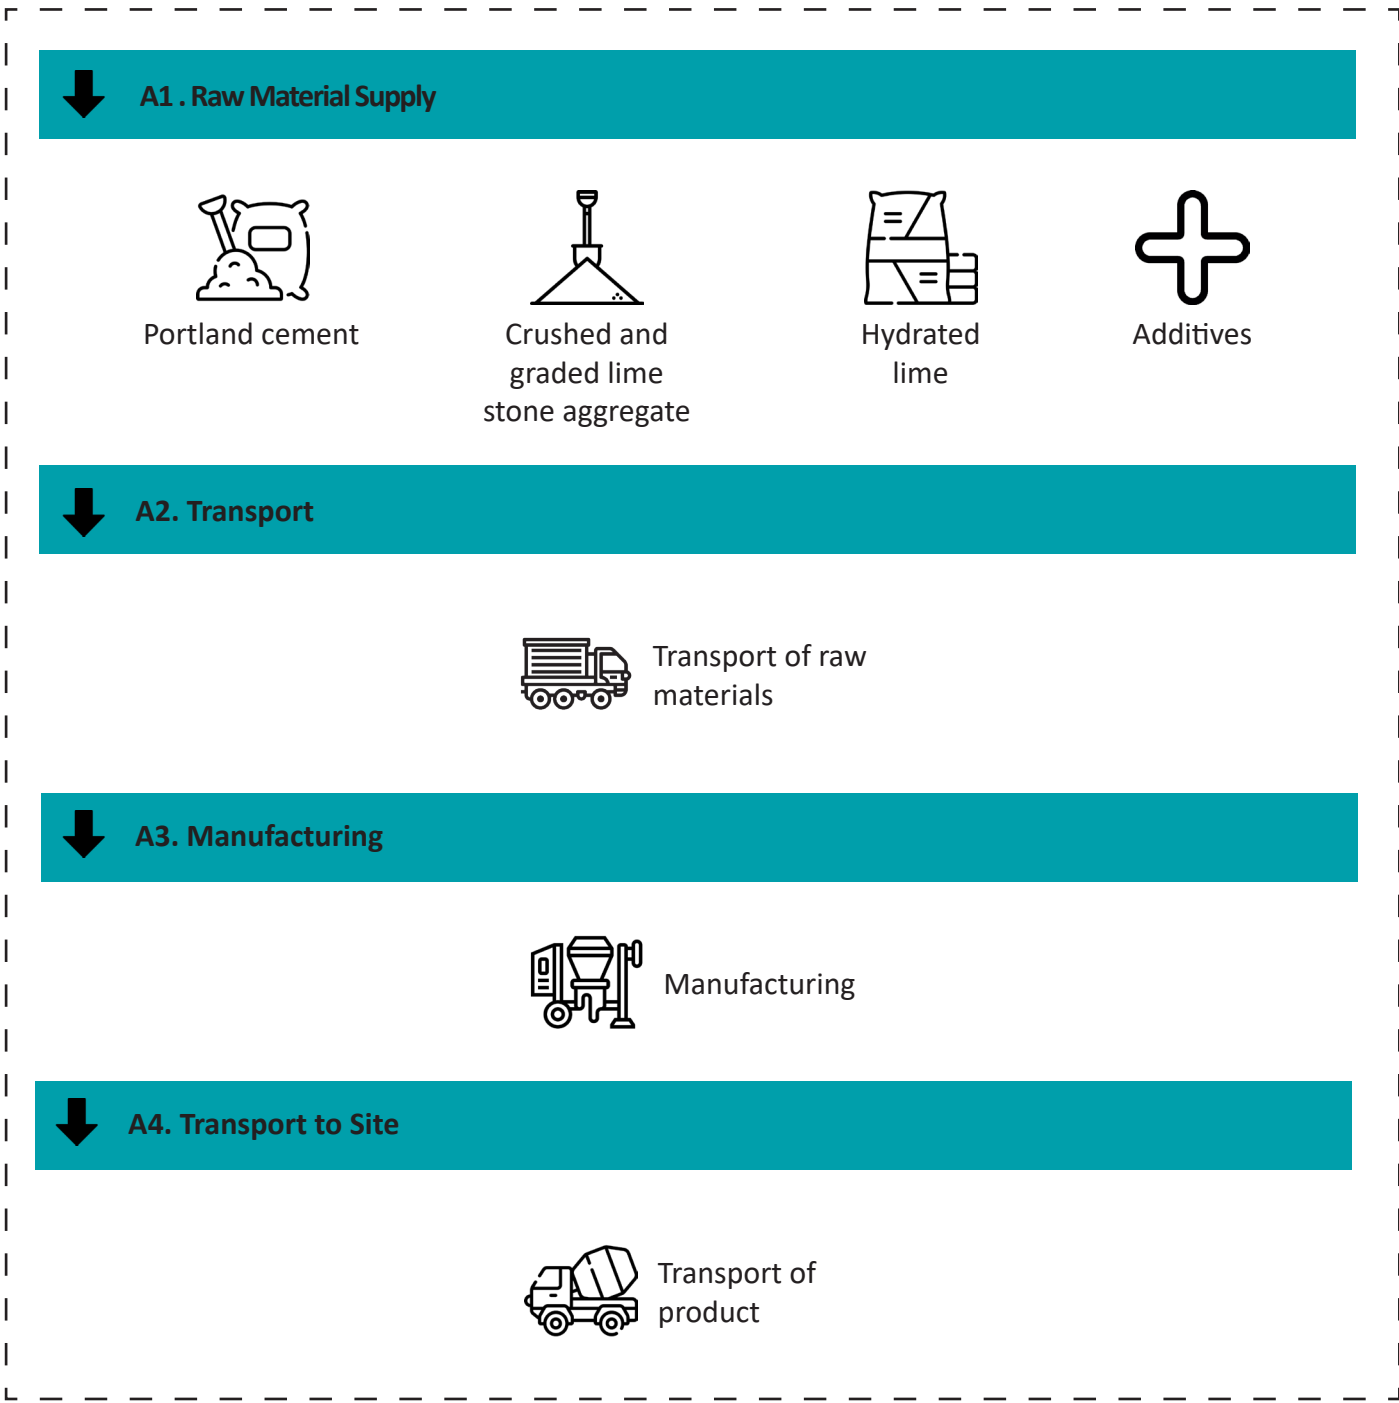 A1 . Raw Material Supply
Portland cement
Crushed and
graded lime
stone aggregate
Hydrated
lime
Additives
A2. Transport
Transport of raw
materials
A3. Manufacturing
Manufacturing
A4. Transport to Site
Transport of
product